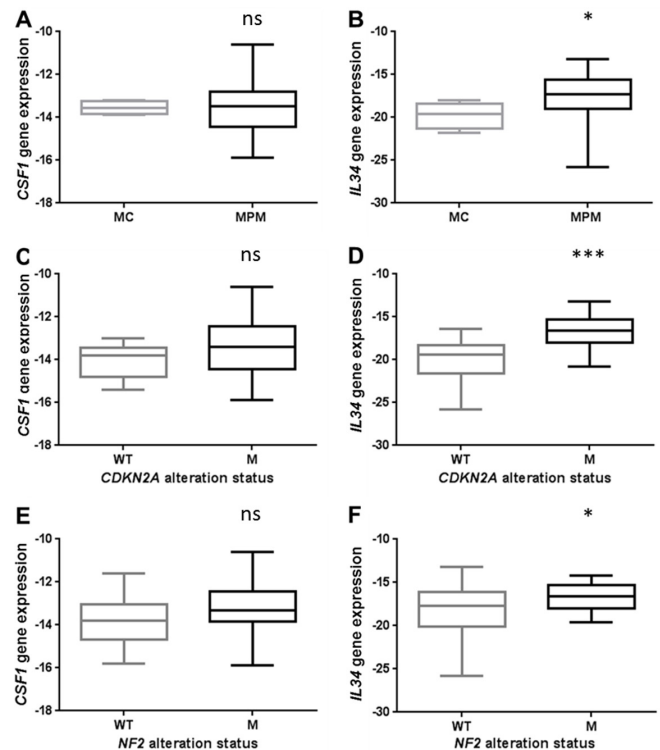 A
ns
CSF1 gene expression
-10
-12
-14
-16
-18
MC
MPM
B
*
IL34 gene expression
-10
-15
-20
-25
-30
MC
MPM
C
ns
CSF1 gene expression
-10
-12
-14
-16
-18
WT
M
CDKN2A alteration status
D
***
IL34 gene expression
-10
-15
-20
-25
-30
WT
M
CDKN2A alteration status
E
ns
CSF1 gene expression
-10
-12
-14
-16
-18
WT
M
NF2 alteration status
F
*
IL34 gene expression
-10
-15
-20
-25
-30
WT
M
NF2 alteration status